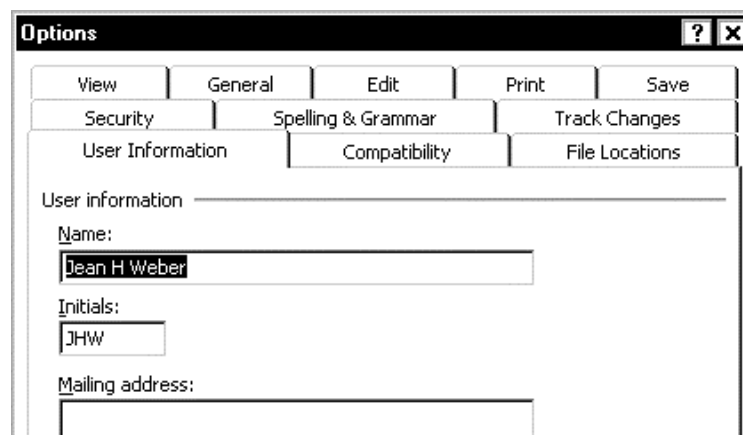 Options
View General Edit Print Save
Security Spelling & Grammar Track Changes
User Information Compatibility File Locations
User information
Name:
Jean H Weber
Initials:
JHW
Mailing address: